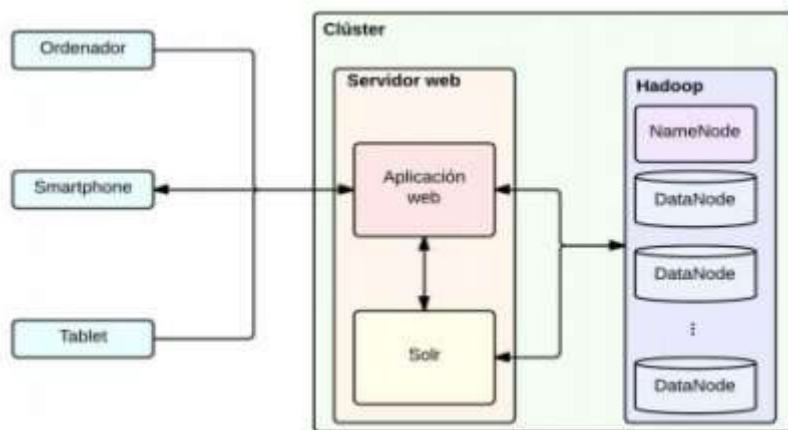 Ordenador
Smartphone
Tablet
Clúster
Servidor web
Aplicación
web
Solr
Hadoop
NameNode
DataNode
DataNode
⋮
DataNode